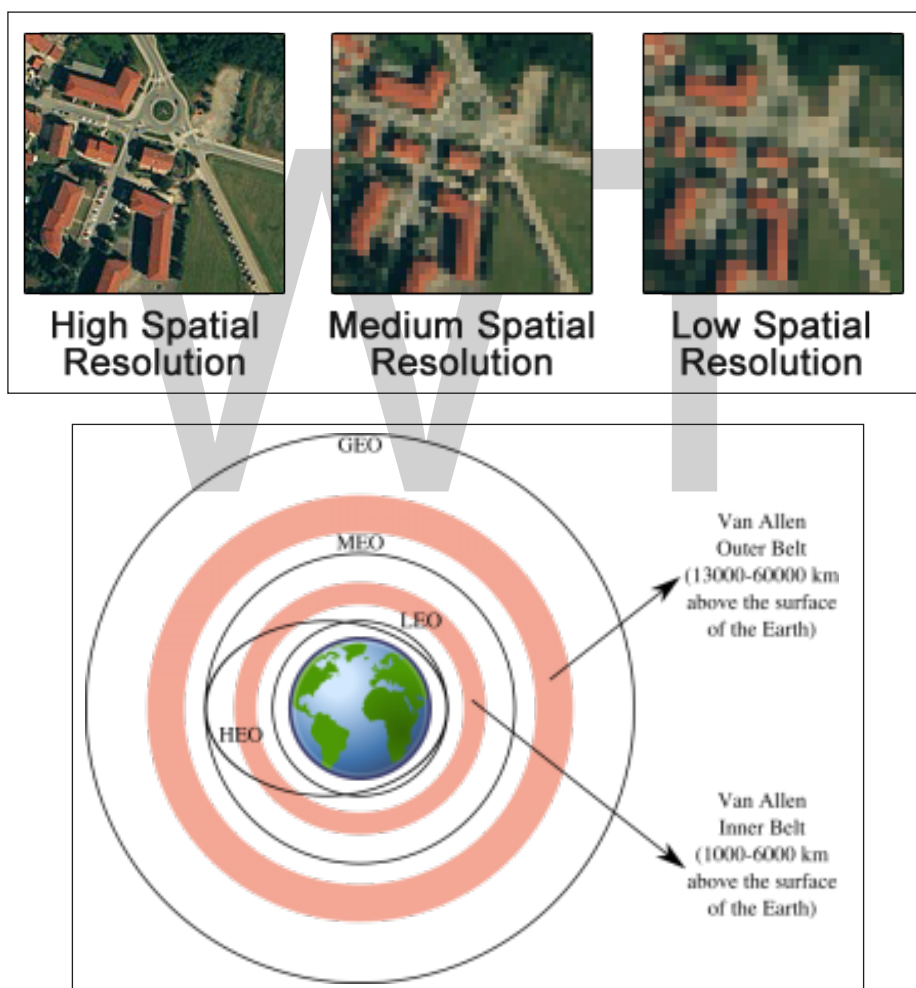 High Spatial
Resolution
Medium Spatial
Resolution
Low Spatial
Resolution
GEO
MEO
LEO
HEO
Van Allen
Outer Belt
(13000-60000 km
above the surface
of the Earth)
Van Allen
Inner Belt
(1000-6000 km
above the surface
of the Earth)